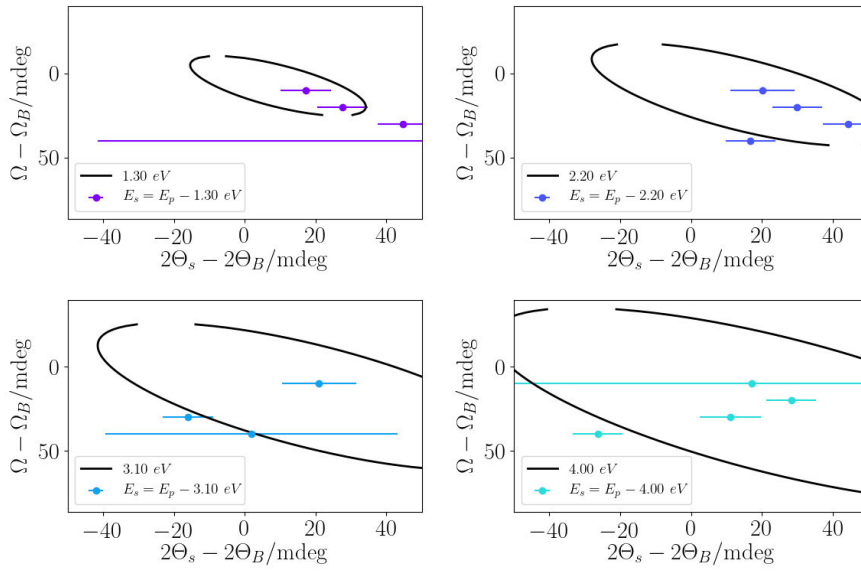 0
50
Ω − Ω_B/mdeg
1.30 eV
E_s = E_p − 1.30 eV
−40 −20 0 20 40
2Θ_s − 2Θ_B/mdeg
0
50
Ω − Ω_B/mdeg
2.20 eV
E_s = E_p − 2.20 eV
−40 −20 0 20 40
2Θ_s − 2Θ_B/mdeg
0
50
Ω − Ω_B/mdeg
3.10 eV
E_s = E_p − 3.10 eV
−40 −20 0 20 40
2Θ_s − 2Θ_B/mdeg
0
50
Ω − Ω_B/mdeg
4.00 eV
E_s = E_p − 4.00 eV
−40 −20 0 20 40
2Θ_s − 2Θ_B/mdeg